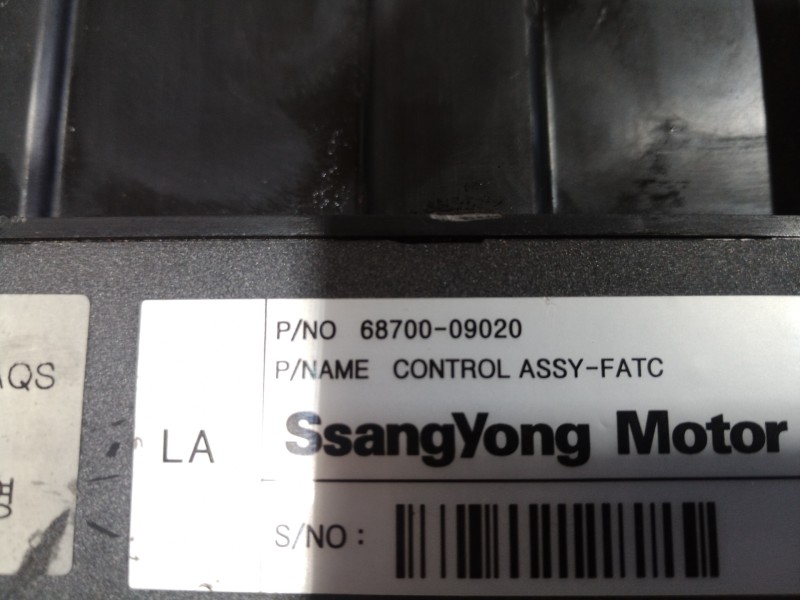 P/NO 68700-09020
P/NAME CONTROL ASSY-FATC
AQS
LA
SsangYong Motor
S/NO :